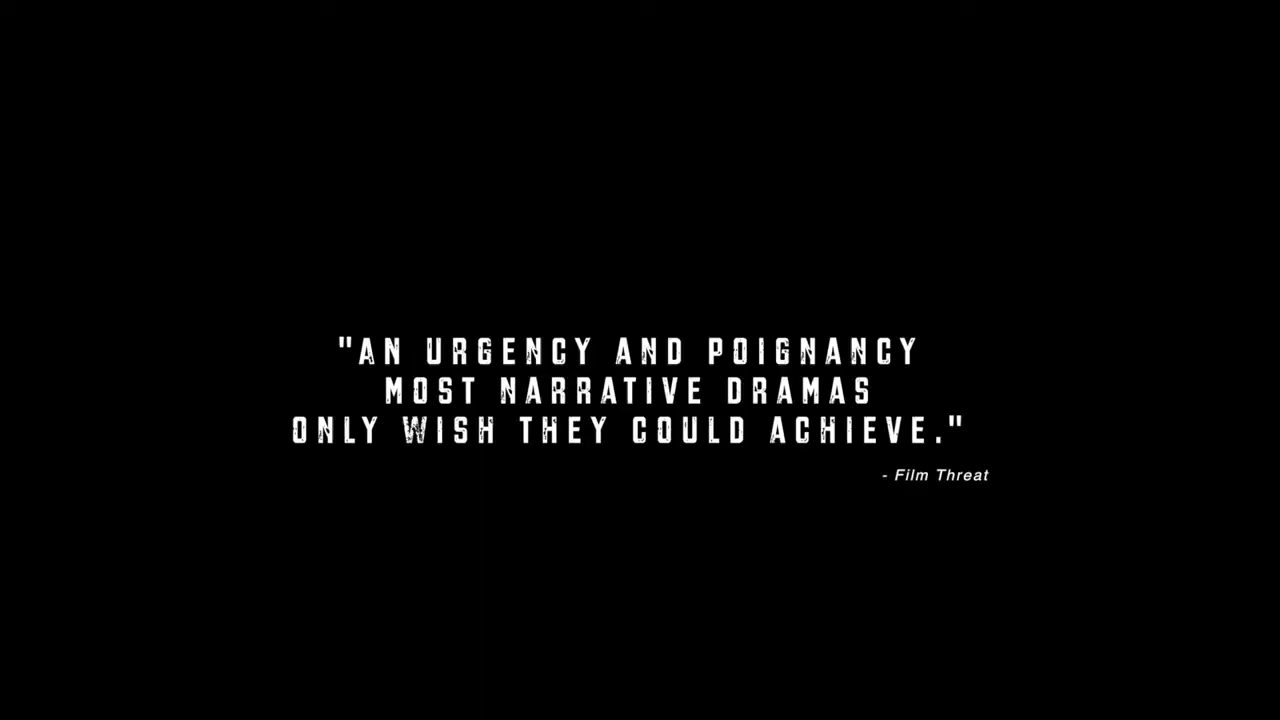 "AN URGENCY AND POIGNANCY
MOST NARRATIVE DRAMAS
ONLY WISH THEY COULD ACHIEVE."
- Film Threat